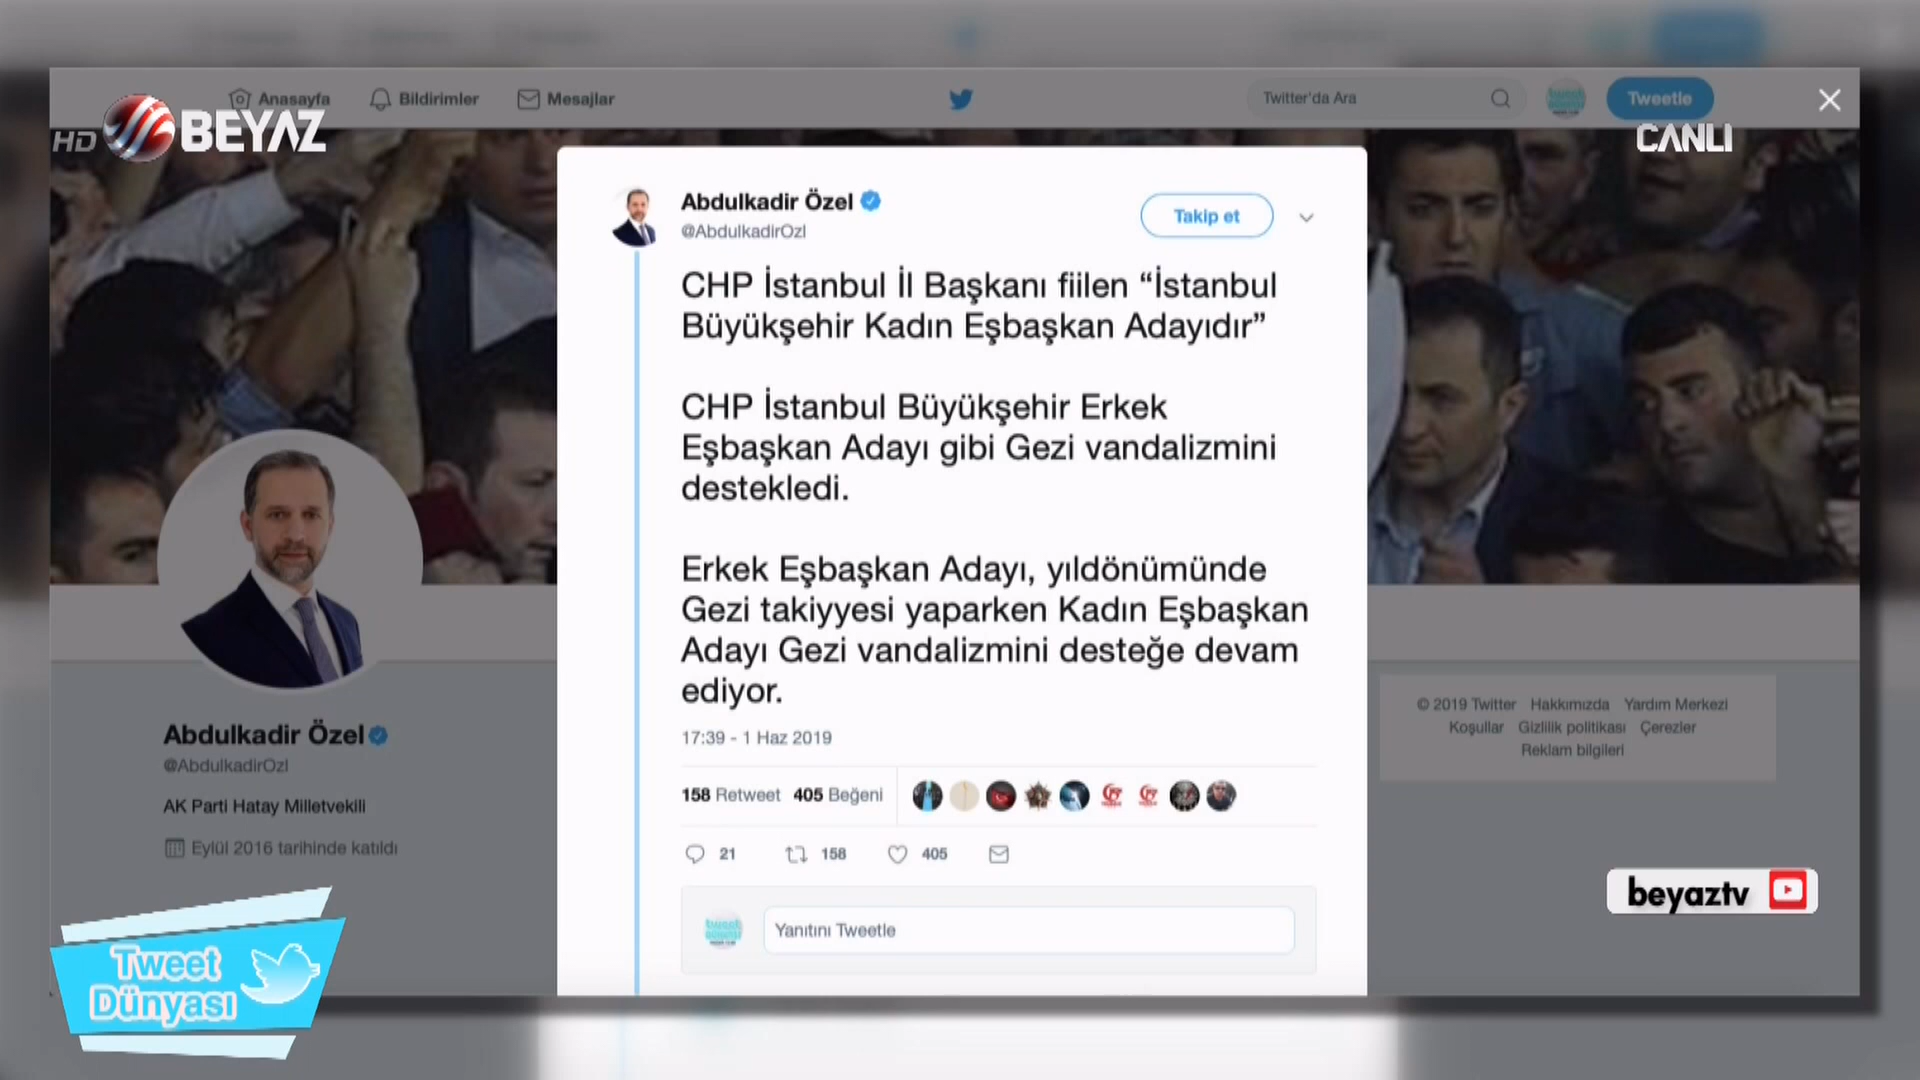 Anasayfa Bildirimler Mesajlar Twitter'da Ara Tweetle
HD BEYAZ
CANLI
Abdulkadir Özel
@AbdulkadirOzl
Takip et
CHP İstanbul İl Başkanı fiilen “İstanbul
Büyükşehir Kadın Eşbaşkan Adayıdır”
CHP İstanbul Büyükşehir Erkek
Eşbaşkan Adayı gibi Gezi vandalizmini
destekledi.
Erkek Eşbaşkan Adayı, yıldönümünde
Gezi takiyyesi yaparken Kadın Eşbaşkan
Adayı Gezi vandalizmini desteğe devam
ediyor.
17:39 - 1 Haz 2019
158 Retweet 405 Beğeni
21 158 405
Yanıtını Tweetle
Abdulkadir Özel
@AbdulkadirOzl
AK Parti Hatay Milletvekili
Eylül 2016 tarihinde katıldı
© 2019 Twitter Hakkımızda Yardım Merkezi
Koşullar Gizlilik politikası Çerezler
Reklam bilgileri
beyaztv
Tweet
Dünyası